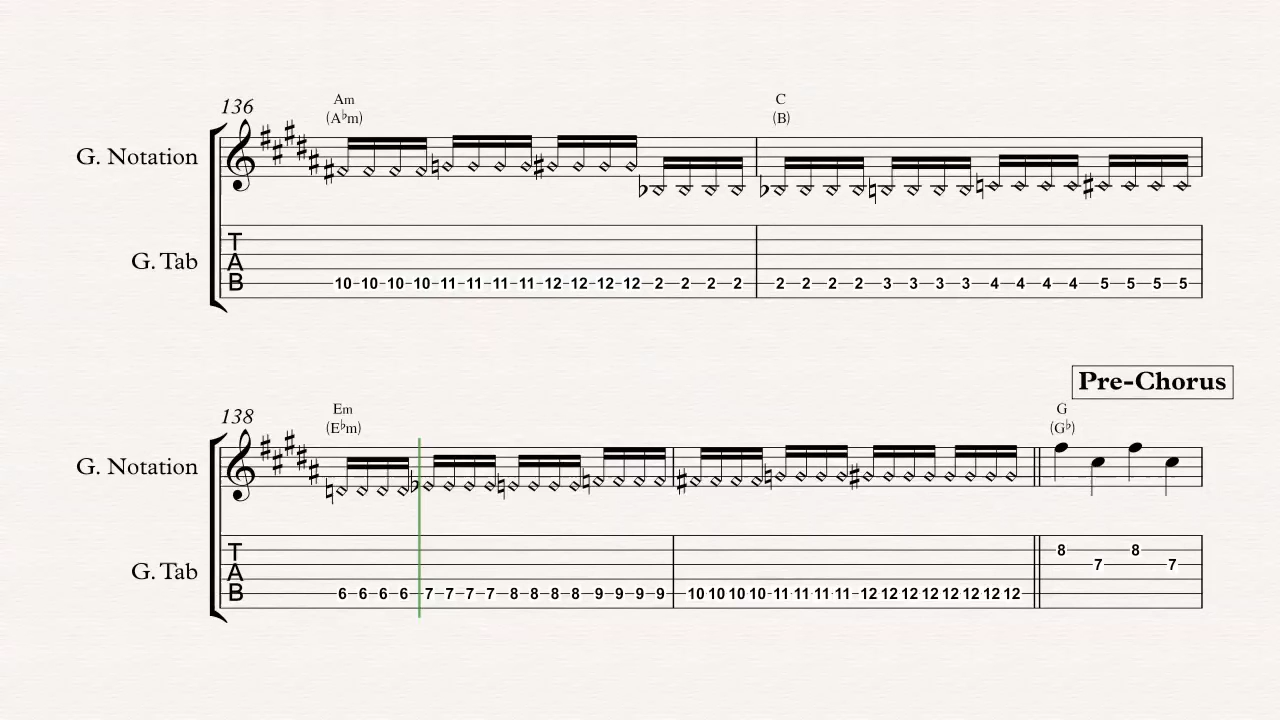 136
Am
(A♭m)
C
(B)
G. Notation
G. Tab
T
A
B
10 10 10 10 11 11 11 11 12 12 12 12 2 2 2 2 2 2 2 2 3 3 3 3 4 4 4 4 5 5 5 5
Pre-Chorus
138
Em
(E♭m)
G
(G♭)
G. Notation
G. Tab
T
A
B
8 8
7 7
6 6 6 6 7 7 7 7 8 8 8 8 9 9 9 9 10 10 10 10 11 11 11 11 12 12 12 12 12 12 12 12